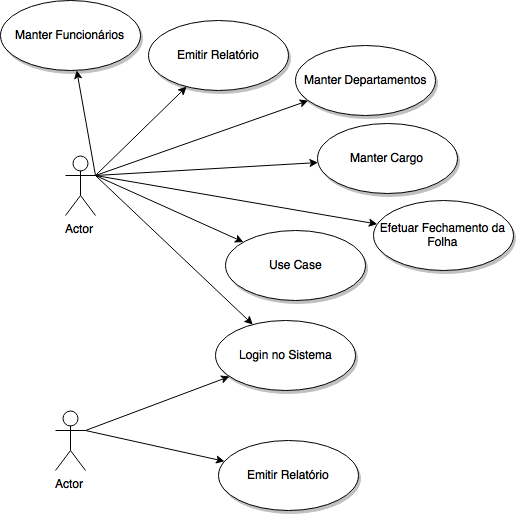 Manter Funcionários
Emitir Relatório
Manter Departamentos
Manter Cargo
Actor
Efetuar Fechamento da
Folha
Use Case
Login no Sistema
Actor
Emitir Relatório